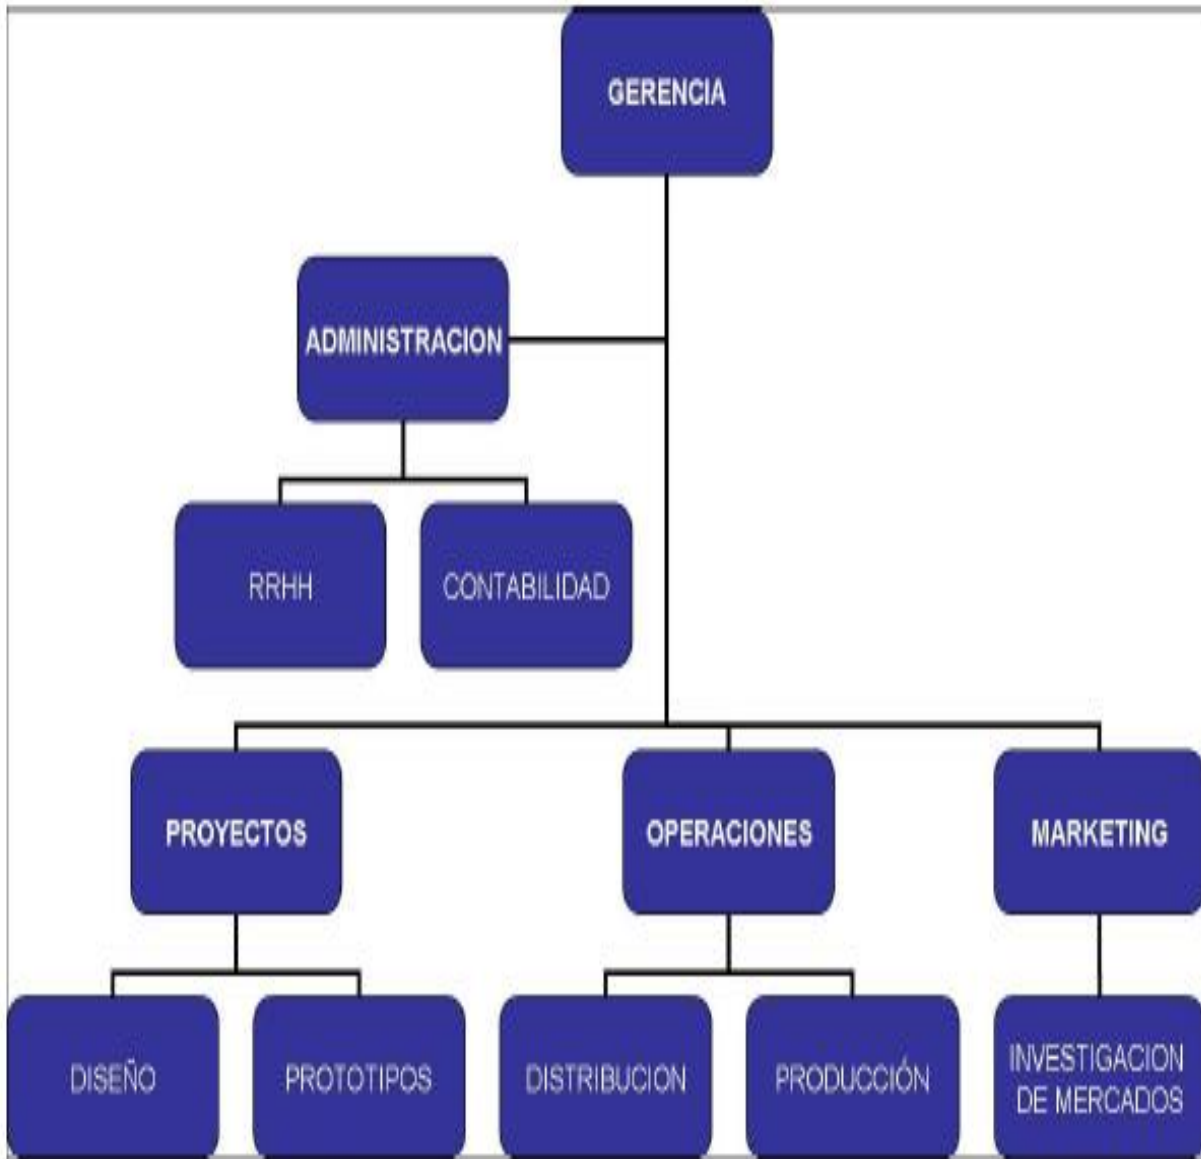 GERENCIA
ADMINISTRACION
RRHH
CONTABILIDAD
PROYECTOS
OPERACIONES
MARKETING
DISEÑO
PROTOTIPOS
DISTRIBUCION
PRODUCCIÓN
INVESTIGACION
DE MERCADOS